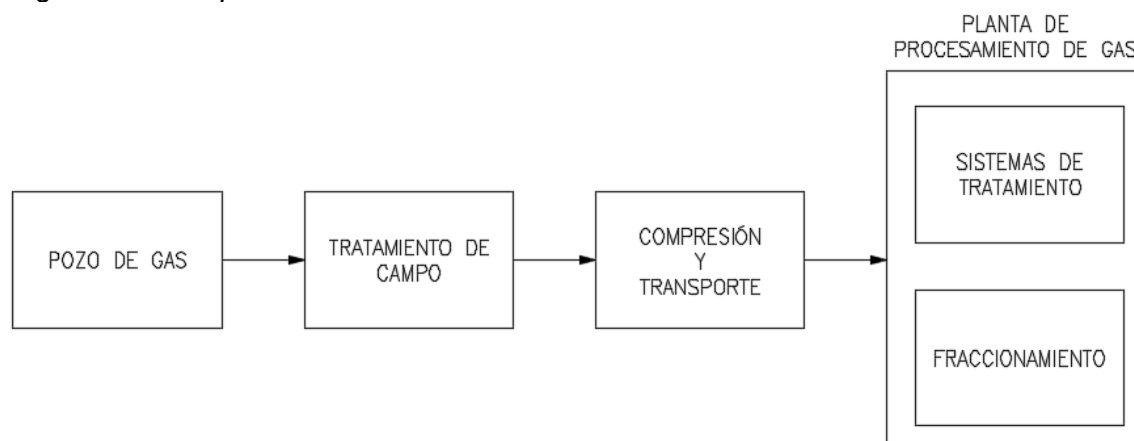 POZO DE GAS
TRATAMIENTO DE
CAMPO
COMPRESIÓN
Y
TRANSPORTE
PLANTA DE
PROCESAMIENTO DE GAS
SISTEMAS DE
TRATAMIENTO
FRACCIONAMIENTO